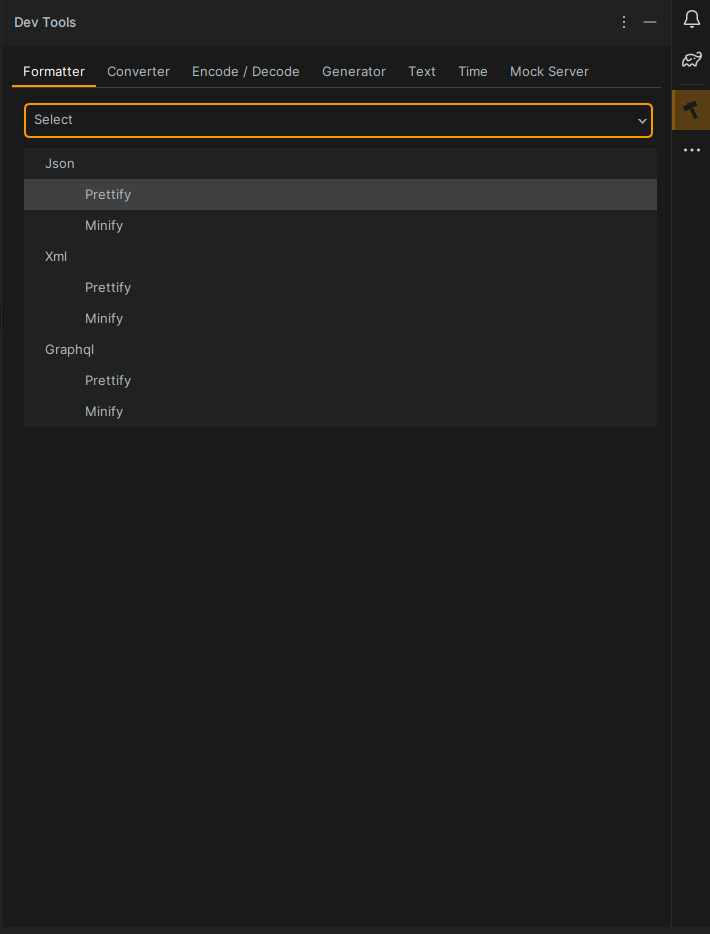 Dev Tools
Formatter Converter Encode / Decode Generator Text Time Mock Server
Select
Json
Prettify
Minify
Xml
Prettify
Minify
Graphql
Prettify
Minify